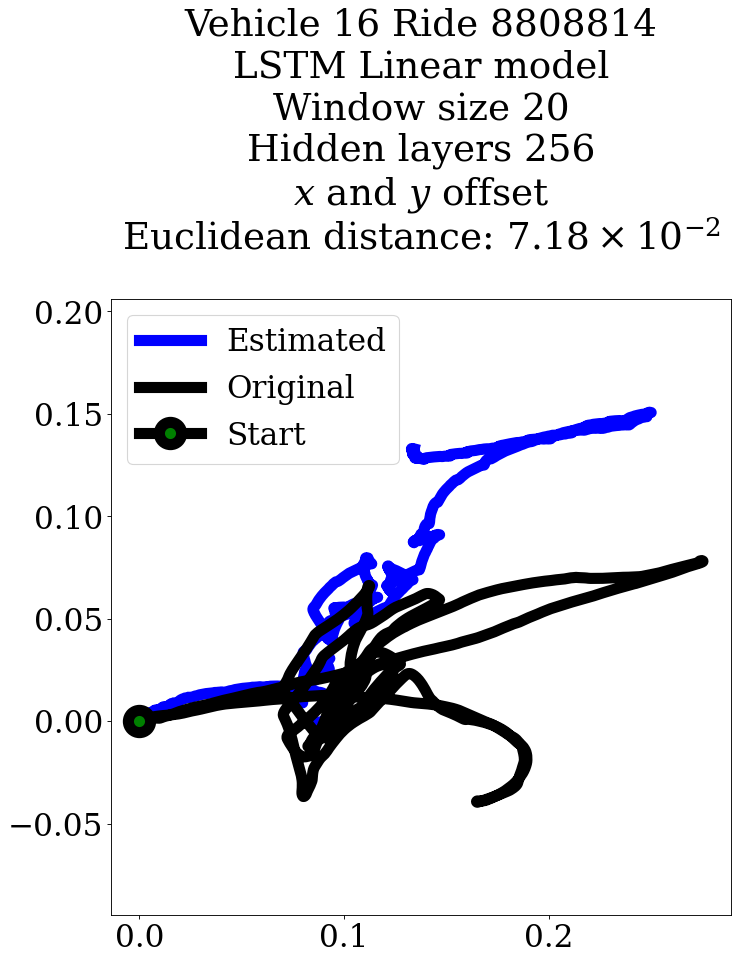 Vehicle 16 Ride 8808814
LSTM Linear model
Window size 20
Hidden layers 256
x and y offset
Euclidean distance: 7.18 × 10⁻²
0.20
0.15
0.10
0.05
0.00
−0.05
Estimated
Original
Start
0.0
0.1
0.2